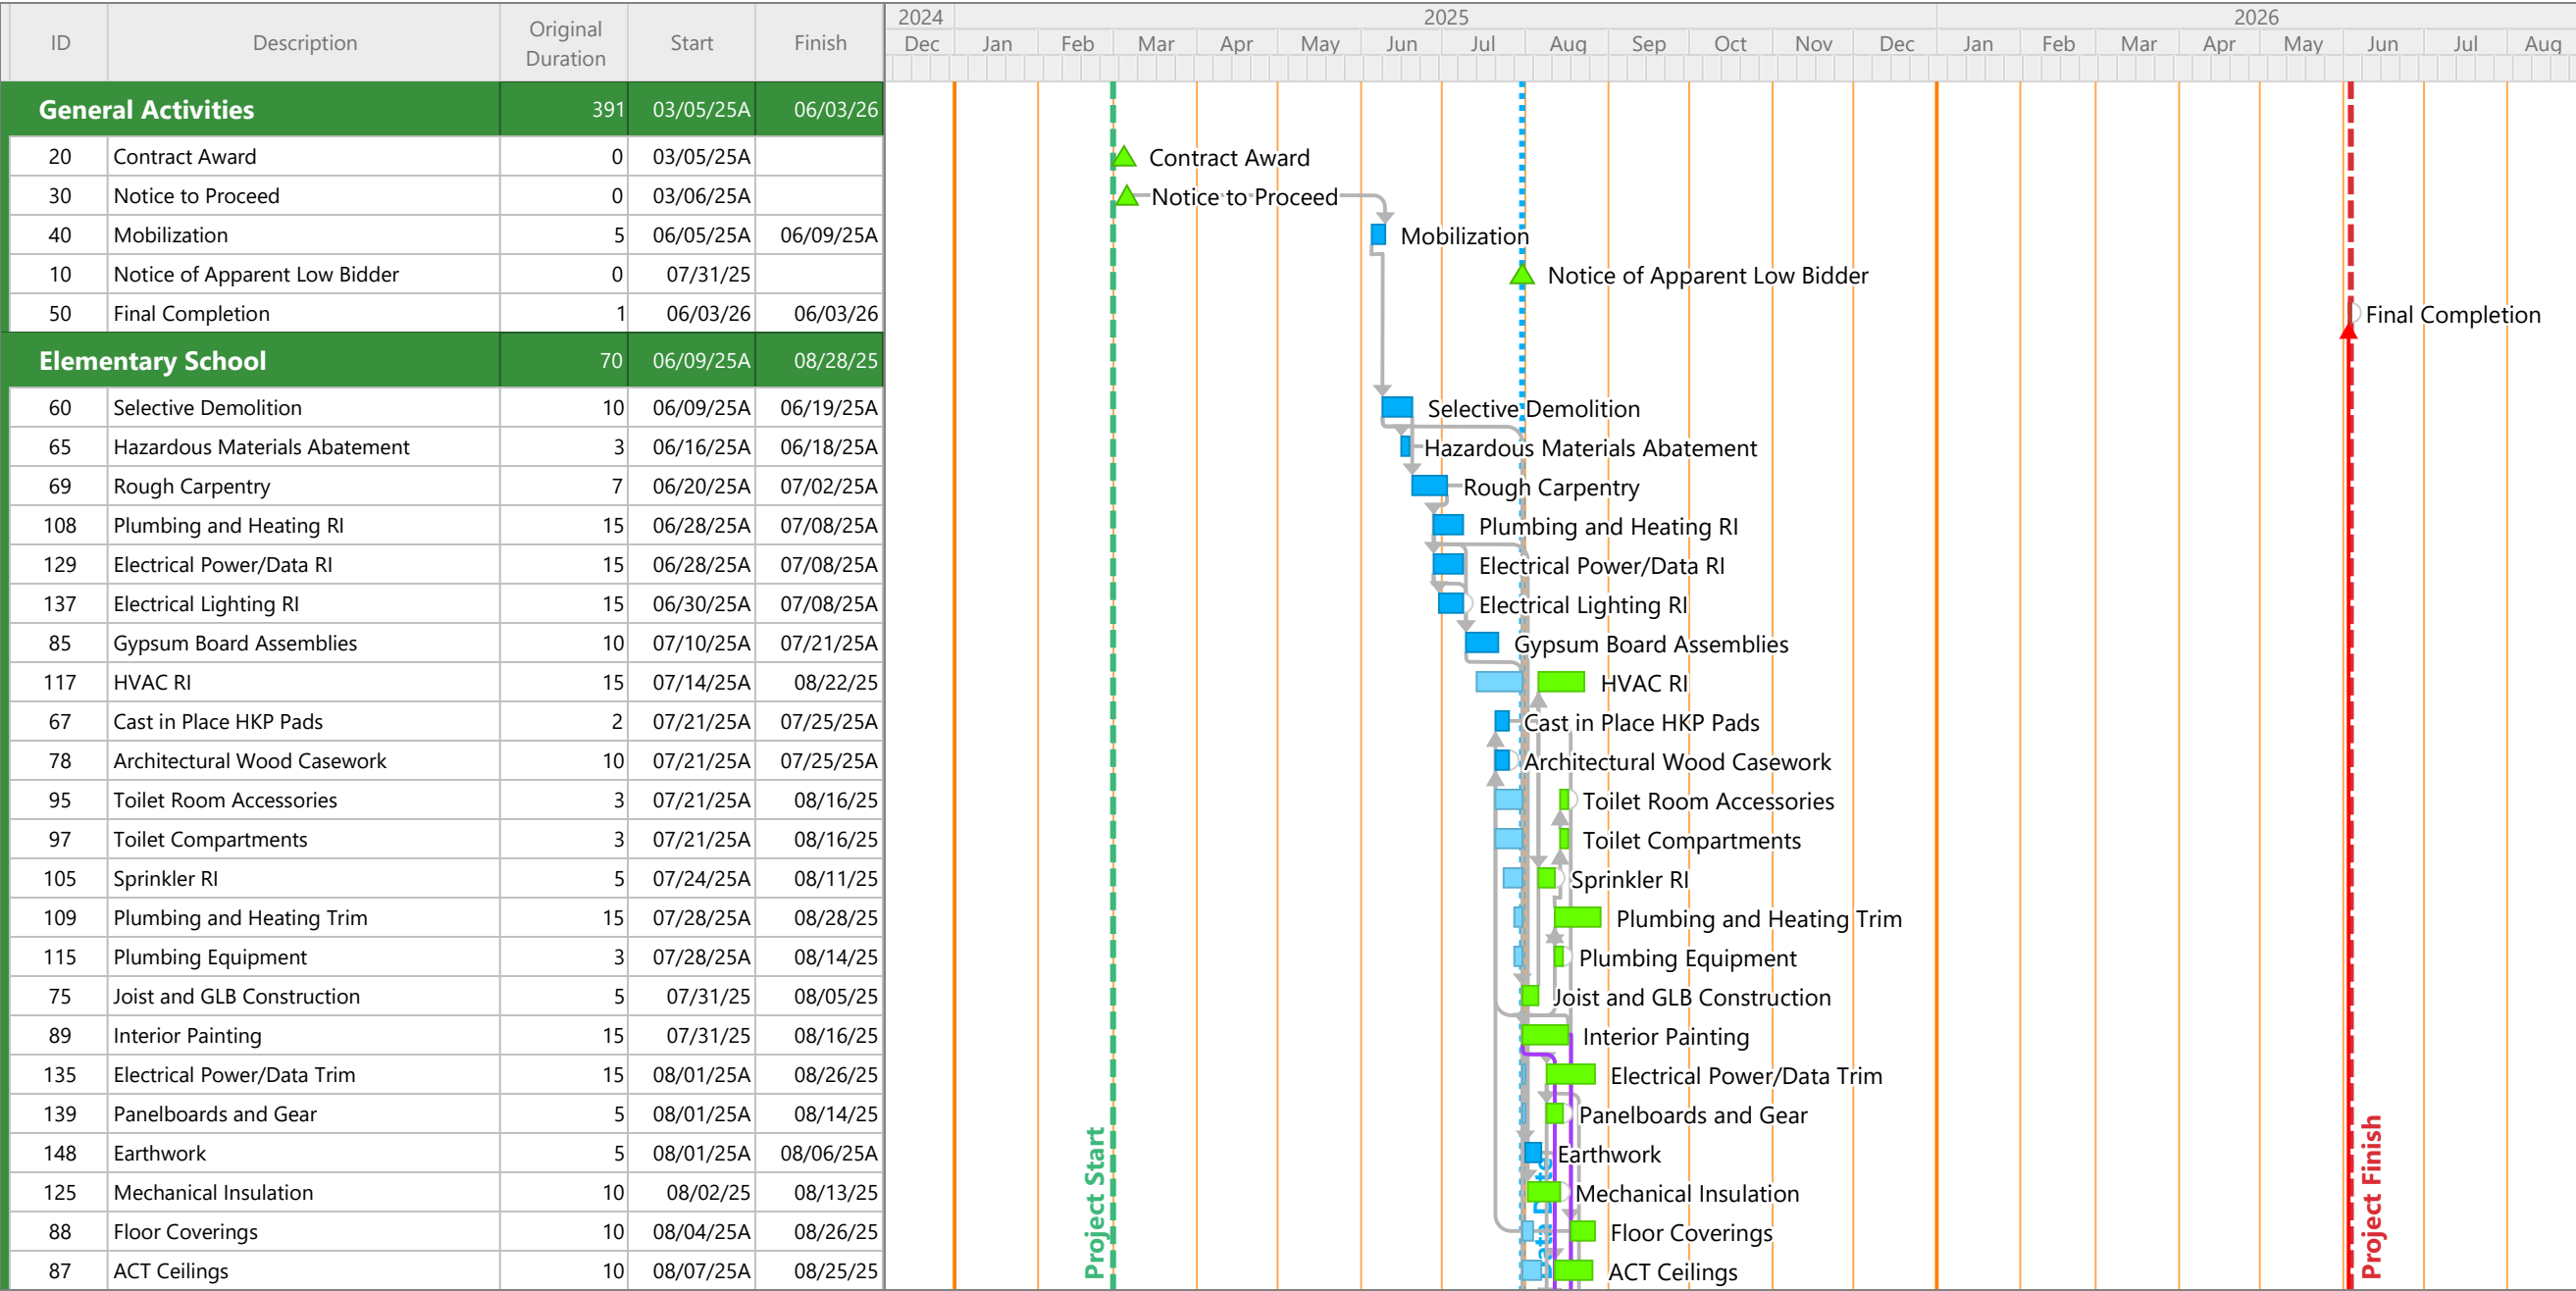 ID Description Original Duration Start Finish
2024 2025 2026
Dec Jan Feb Mar Apr May Jun Jul Aug Sep Oct Nov Dec Jan Feb Mar Apr May Jun Jul Aug
General Activities 391 03/05/25A 06/03/26
20 Contract Award 0 03/05/25A Contract Award
30 Notice to Proceed 0 03/06/25A Notice to Proceed
40 Mobilization 5 06/05/25A 06/09/25A Mobilization
10 Notice of Apparent Low Bidder 0 07/31/25 Notice of Apparent Low Bidder
50 Final Completion 1 06/03/26 06/03/26 Final Completion
Elementary School 70 06/09/25A 08/28/25
60 Selective Demolition 10 06/09/25A 06/19/25A Selective Demolition
65 Hazardous Materials Abatement 3 06/16/25A 06/18/25A Hazardous Materials Abatement
69 Rough Carpentry 7 06/20/25A 07/02/25A Rough Carpentry
108 Plumbing and Heating RI 15 06/28/25A 07/08/25A Plumbing and Heating RI
129 Electrical Power/Data RI 15 06/28/25A 07/08/25A Electrical Power/Data RI
137 Electrical Lighting RI 15 06/30/25A 07/08/25A Electrical Lighting RI
85 Gypsum Board Assemblies 10 07/10/25A 07/21/25A Gypsum Board Assemblies
117 HVAC RI 15 07/14/25A 08/22/25 HVAC RI
67 Cast in Place HKP Pads 2 07/21/25A 07/25/25A Cast in Place HKP Pads
78 Architectural Wood Casework 10 07/21/25A 07/25/25A Architectural Wood Casework
95 Toilet Room Accessories 3 07/21/25A 08/16/25 Toilet Room Accessories
97 Toilet Compartments 3 07/21/25A 08/16/25 Toilet Compartments
105 Sprinkler RI 5 07/24/25A 08/11/25 Sprinkler RI
109 Plumbing and Heating Trim 15 07/28/25A 08/28/25 Plumbing and Heating Trim
115 Plumbing Equipment 3 07/28/25A 08/14/25 Plumbing Equipment
75 Joist and GLB Construction 5 07/31/25 08/05/25 Joist and GLB Construction
89 Interior Painting 15 07/31/25 08/16/25 Interior Painting
135 Electrical Power/Data Trim 15 08/01/25A 08/26/25 Electrical Power/Data Trim
139 Panelboards and Gear 5 08/01/25A 08/14/25 Panelboards and Gear
148 Earthwork 5 08/01/25A 08/06/25A Earthwork
125 Mechanical Insulation 10 08/02/25 08/13/25 Mechanical Insulation
88 Floor Coverings 10 08/04/25A 08/26/25 Floor Coverings
87 ACT Ceilings 10 08/07/25A 08/25/25 ACT Ceilings
Project Start
Project Finish